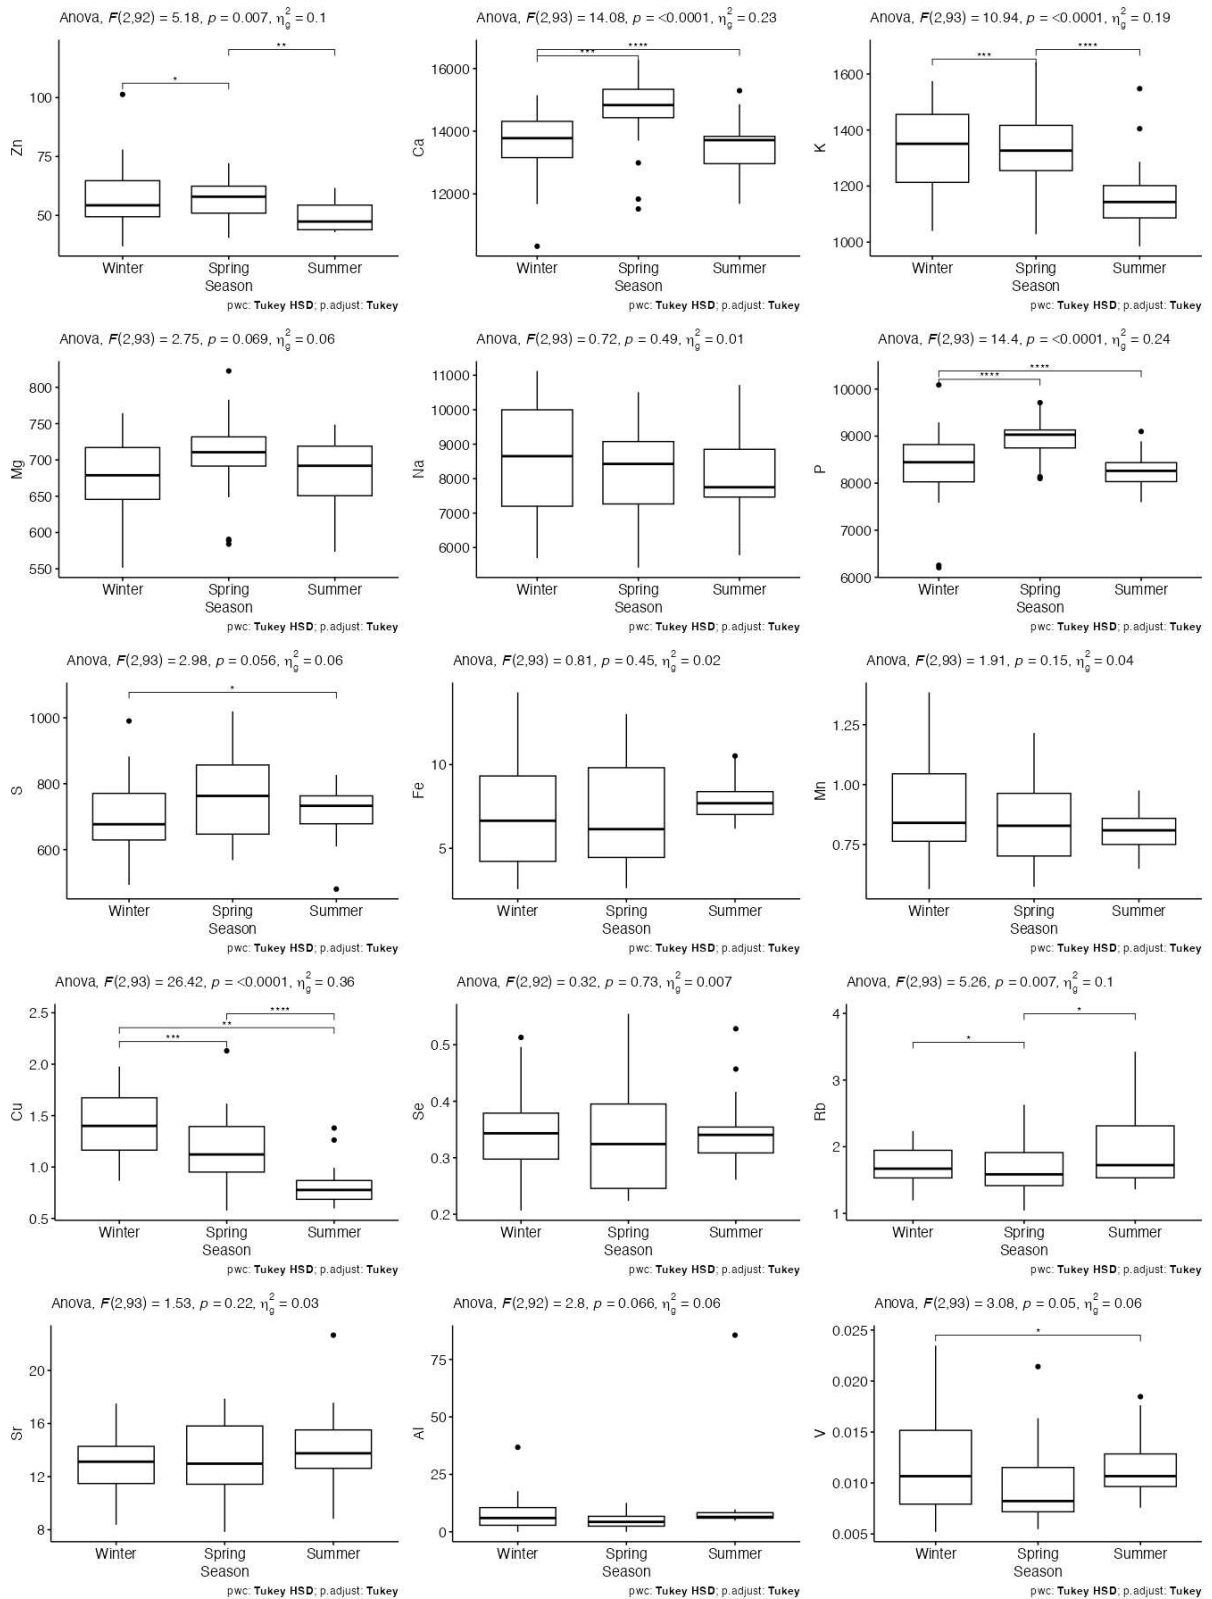 Anova, F(2,92) = 5.18, p = 0.007, η²g = 0.1
**
*
100
75
50
Zn
Winter Spring Summer
Season
pwc: Tukey HSD; p.adjust: Tukey
Anova, F(2,93) = 14.08, p = <0.0001, η²g = 0.23
****
***
16000
14000
12000
Ca
Winter Spring Summer
Season
pwc: Tukey HSD; p.adjust: Tukey
Anova, F(2,93) = 10.94, p = <0.0001, η²g = 0.19
*** ****
1600
1400
1200
1000
K
Winter Spring Summer
Season
pwc: Tukey HSD; p.adjust: Tukey
Anova, F(2,93) = 2.75, p = 0.069, η²g = 0.06
800
750
700
650
600
550
Mg
Winter Spring Summer
Season
pwc: Tukey HSD; p.adjust: Tukey
Anova, F(2,93) = 0.72, p = 0.49, η²g = 0.01
11000
10000
9000
8000
7000
6000
Na
Winter Spring Summer
Season
pwc: Tukey HSD; p.adjust: Tukey
Anova, F(2,93) = 14.4, p = <0.0001, η²g = 0.24
****
****
10000
9000
8000
7000
6000
P
Winter Spring Summer
Season
pwc: Tukey HSD; p.adjust: Tukey
Anova, F(2,93) = 2.98, p = 0.056, η²g = 0.06
*
1000
800
600
S
Winter Spring Summer
Season
pwc: Tukey HSD; p.adjust: Tukey
Anova, F(2,93) = 0.81, p = 0.45, η²g = 0.02
10
5
Fe
Winter Spring Summer
Season
pwc: Tukey HSD; p.adjust: Tukey
Anova, F(2,93) = 1.91, p = 0.15, η²g = 0.04
1.25
1.00
0.75
Mn
Winter Spring Summer
Season
pwc: Tukey HSD; p.adjust: Tukey
Anova, F(2,93) = 26.42, p = <0.0001, η²g = 0.36
****
**
***
2.5
2.0
1.5
1.0
0.5
Cu
Winter Spring Summer
Season
pwc: Tukey HSD; p.adjust: Tukey
Anova, F(2,92) = 0.32, p = 0.73, η²g = 0.007
0.5
0.4
0.3
0.2
Se
Winter Spring Summer
Season
pwc: Tukey HSD; p.adjust: Tukey
Anova, F(2,93) = 5.26, p = 0.007, η²g = 0.1
*
*
4
3
2
1
Rb
Winter Spring Summer
Season
pwc: Tukey HSD; p.adjust: Tukey
Anova, F(2,93) = 1.53, p = 0.22, η²g = 0.03
20
16
12
8
Sr
Winter Spring Summer
Season
pwc: Tukey HSD; p.adjust: Tukey
Anova, F(2,92) = 2.8, p = 0.066, η²g = 0.06
75
50
25
0
Al
Winter Spring Summer
Season
pwc: Tukey HSD; p.adjust: Tukey
Anova, F(2,93) = 3.08, p = 0.05, η²g = 0.06
*
0.025
0.020
0.015
0.010
0.005
V
Winter Spring Summer
Season
pwc: Tukey HSD; p.adjust: Tukey